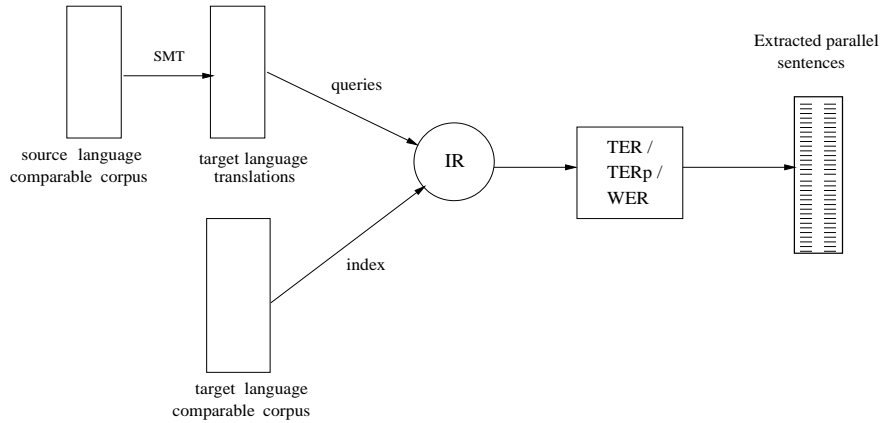 SMT
source language
comparable corpus
target language
translations
queries
target language
comparable corpus
index
IR
TER /
TERp /
WER
Extracted parallel
sentences